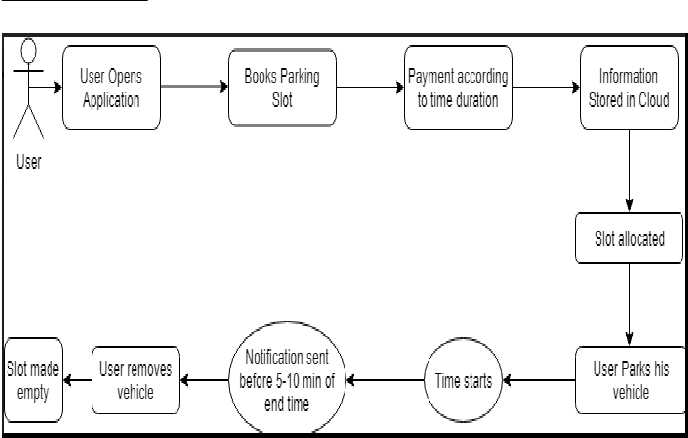 User Opens
Application
Books Parking
Slot
Payment according
to time duration
Information
Stored in Cloud
User
Slot allocated
User Parks his
vehicle
Time starts
Notification sent
before 5-10 min of
end time
User removes
vehicle
Slot made
empty